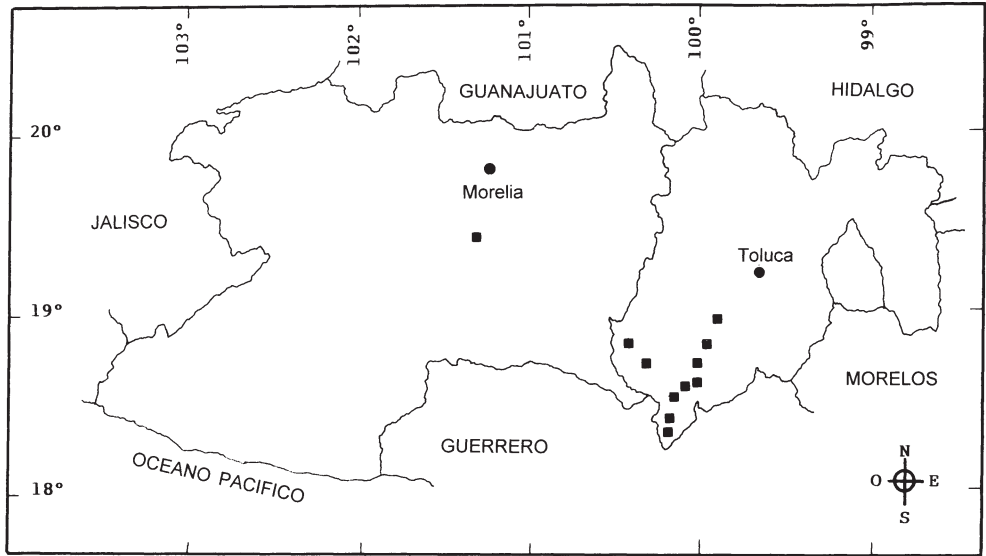 103°
102°
101°
100°
99°
GUANAJUATO
HIDALGO
20°
Morelia
JALISCO
Toluca
19°
MORELOS
GUERRERO
OCEANO PACIFICO
N
O E
S
18°